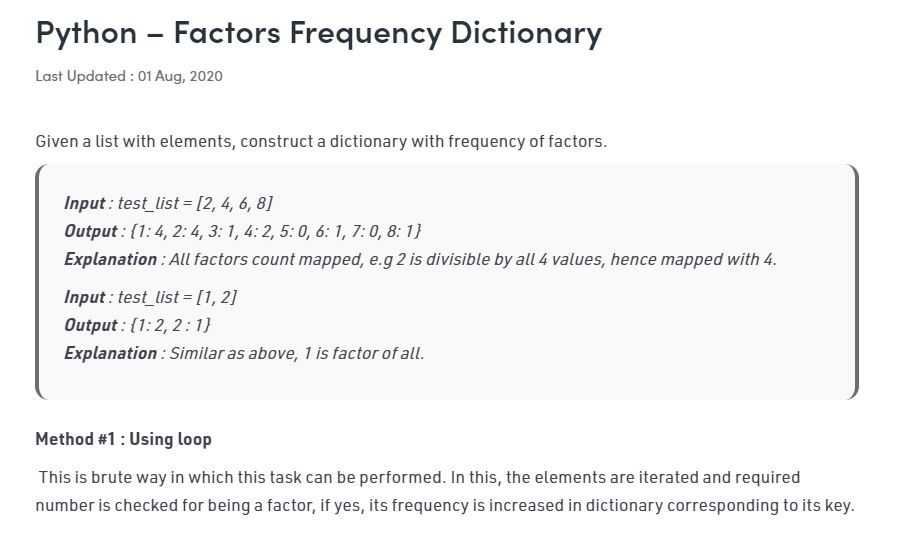 Python – Factors Frequency Dictionary
Last Updated : 01 Aug, 2020
Given a list with elements, construct a dictionary with frequency of factors.
Input : test_list = [2, 4, 6, 8]
Output : {1: 4, 2: 4, 3: 1, 4: 2, 5: 0, 6: 1, 7: 0, 8: 1}
Explanation : All factors count mapped, e.g 2 is divisible by all 4 values, hence mapped with 4.
Input : test_list = [1, 2]
Output : {1: 2, 2 : 1}
Explanation : Similar as above, 1 is factor of all.
Method #1 : Using loop
This is brute way in which this task can be performed. In this, the elements are iterated and required
number is checked for being a factor, if yes, its frequency is increased in dictionary corresponding to its key.